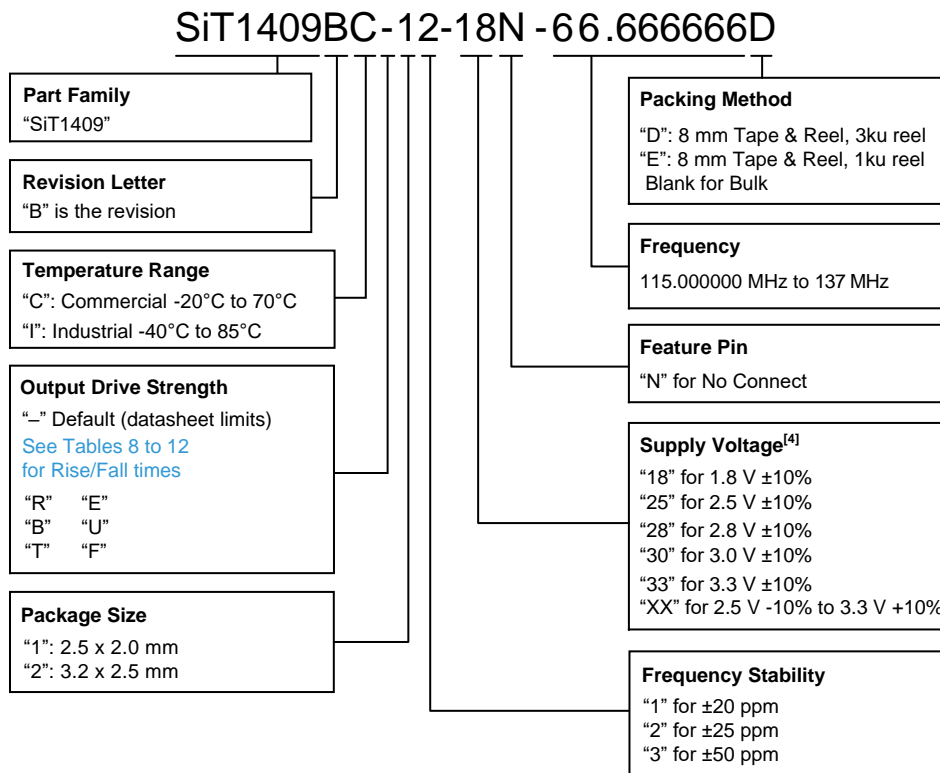 SiT1409BC-12-18N-66.666666D
Part Family
“SiT1409”
Revision Letter
“B” is the revision
Temperature Range
“C”: Commercial -20°C to 70°C
“I”: Industrial -40°C to 85°C
Output Drive Strength
“–” Default (datasheet limits)
See Tables 8 to 12
for Rise/Fall times
“R” “E”
“B” “U”
“T” “F”
Package Size
“1”: 2.5 x 2.0 mm
“2”: 3.2 x 2.5 mm
Packing Method
“D”: 8 mm Tape & Reel, 3ku reel
“E”: 8 mm Tape & Reel, 1ku reel
Blank for Bulk
Frequency
115.000000 MHz to 137 MHz
Feature Pin
“N” for No Connect
Supply Voltage[4]
“18” for 1.8 V ±10%
“25” for 2.5 V ±10%
“28” for 2.8 V ±10%
“30” for 3.0 V ±10%
“33” for 3.3 V ±10%
“XX” for 2.5 V -10% to 3.3 V +10%
Frequency Stability
“1” for ±20 ppm
“2” for ±25 ppm
“3” for ±50 ppm